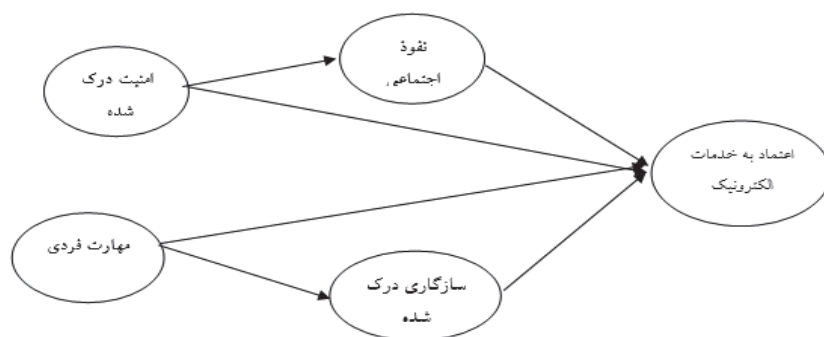 نفوذ
اجتماعی
امنیت درک
شده
اعتماد به خدمات
الکترونیک
مهارت فردی
سازگاری درک
شده